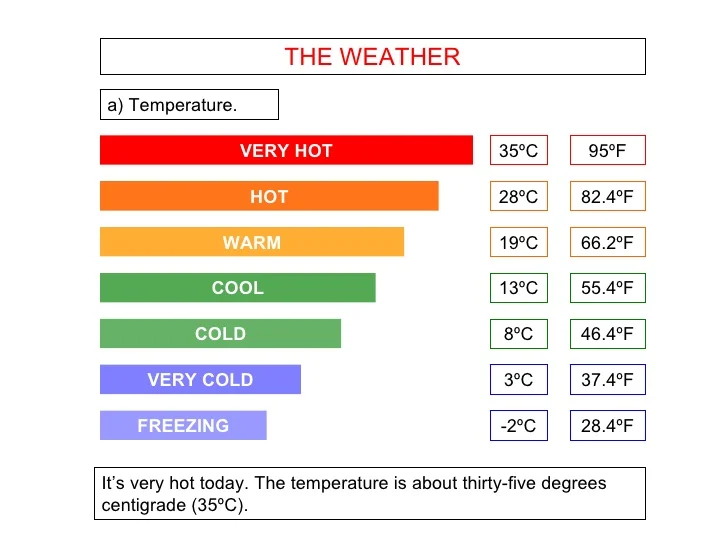 THE WEATHER
a) Temperature.
VERY HOT 35ºC 95ºF
HOT 28ºC 82.4ºF
WARM 19ºC 66.2ºF
COOL 13ºC 55.4ºF
COLD 8ºC 46.4ºF
VERY COLD 3ºC 37.4ºF
FREEZING -2ºC 28.4ºF
It’s very hot today. The temperature is about thirty-five degrees
centigrade (35ºC).